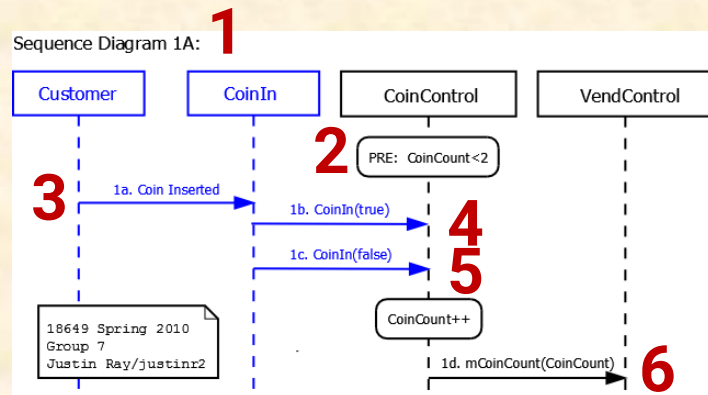 Sequence Diagram 1A: 1
Customer CoinIn CoinControl VendControl
2 PRE: CoinCount<2
3 1a. Coin Inserted
1b. CoinIn(true) 4
1c. CoinIn(false) 5
CoinCount++
18649 Spring 2010
Group 7
Justin Ray/justinr2
1d. mCoinCount(CoinCount) 6